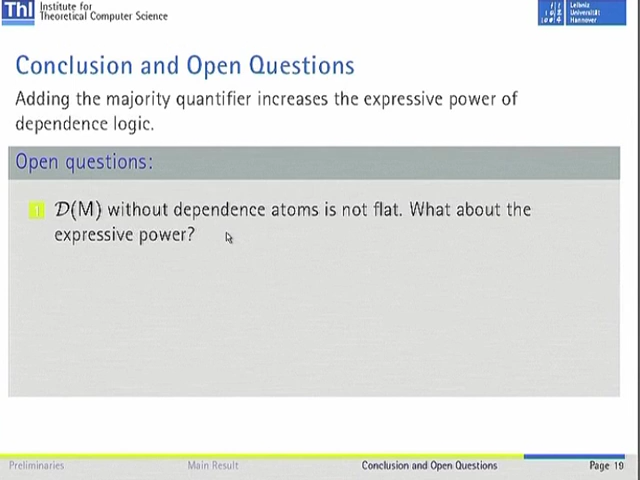 ThI
Institute for
Theoretical Computer Science
Leibniz
Universität
Hannover
Conclusion and Open Questions
Adding the majority quantifier increases the expressive power of
dependence logic.
Open questions:
1 𝒟(M) without dependence atoms is not flat. What about the
expressive power?
Preliminaries
Main Result
Conclusion and Open Questions
Page 19